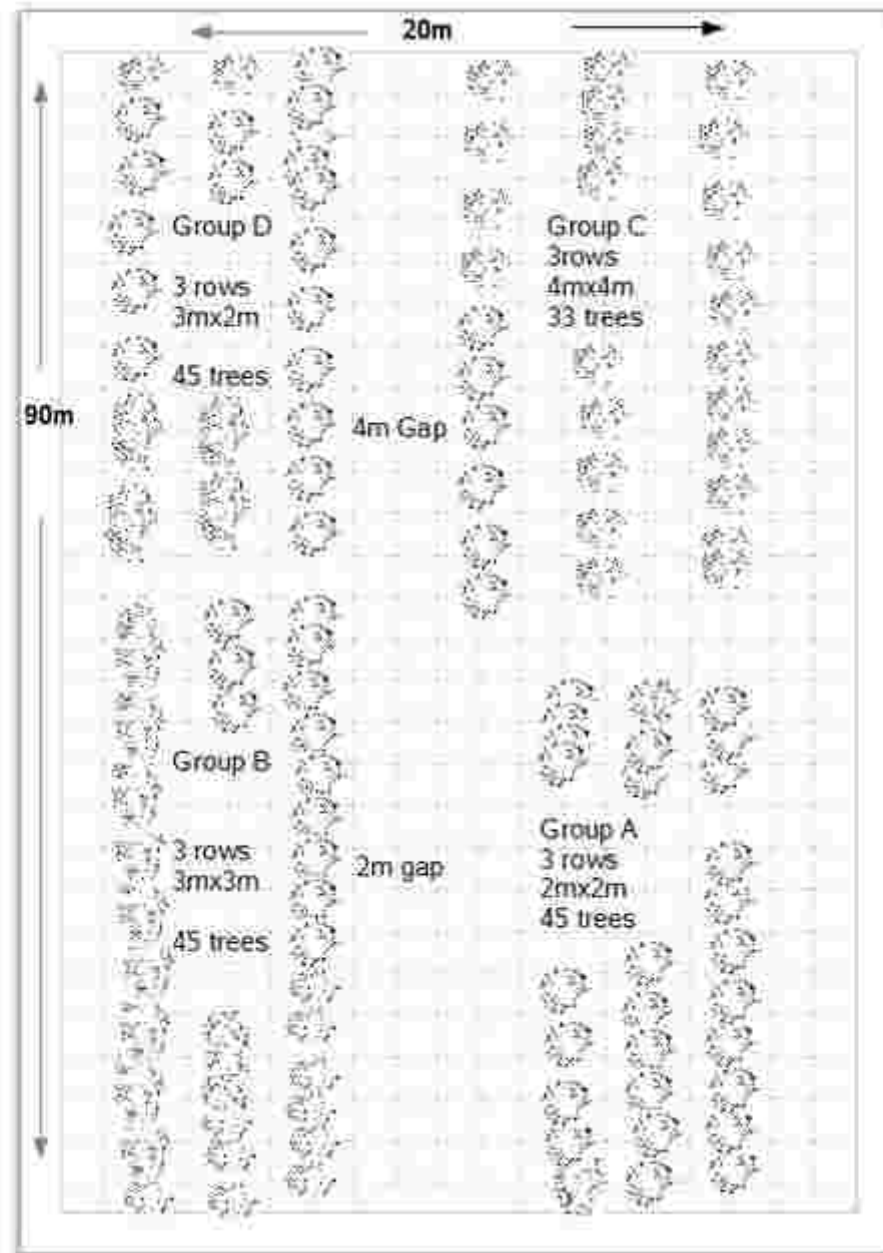 20m
Group D
3 rows
3mx2m
45 trees
Group C
3rows
4mx4m
33 trees
90m
4m Gap
Group B
3 rows
3mx3m
45 trees
2m gap
Group A
3 rows
2mx2m
45 trees